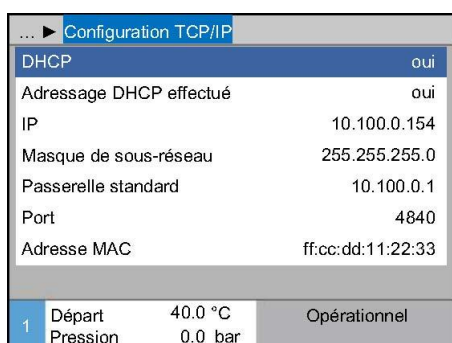 ... ► Configuration TCP/IP
DHCP oui
Adressage DHCP effectué oui
IP 10.100.0.154
Masque de sous-réseau 255.255.255.0
Passerelle standard 10.100.0.1
Port 4840
Adresse MAC ff:cc:dd:11:22:33
1 Départ 40.0 °C Opérationnel
Pression 0.0 bar